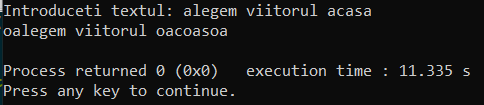 Introduceti textul: alegem viitorul acasa
oalegem viitorul oacoasoa
Process returned 0 (0x0)   execution time : 11.335 s
Press any key to continue.